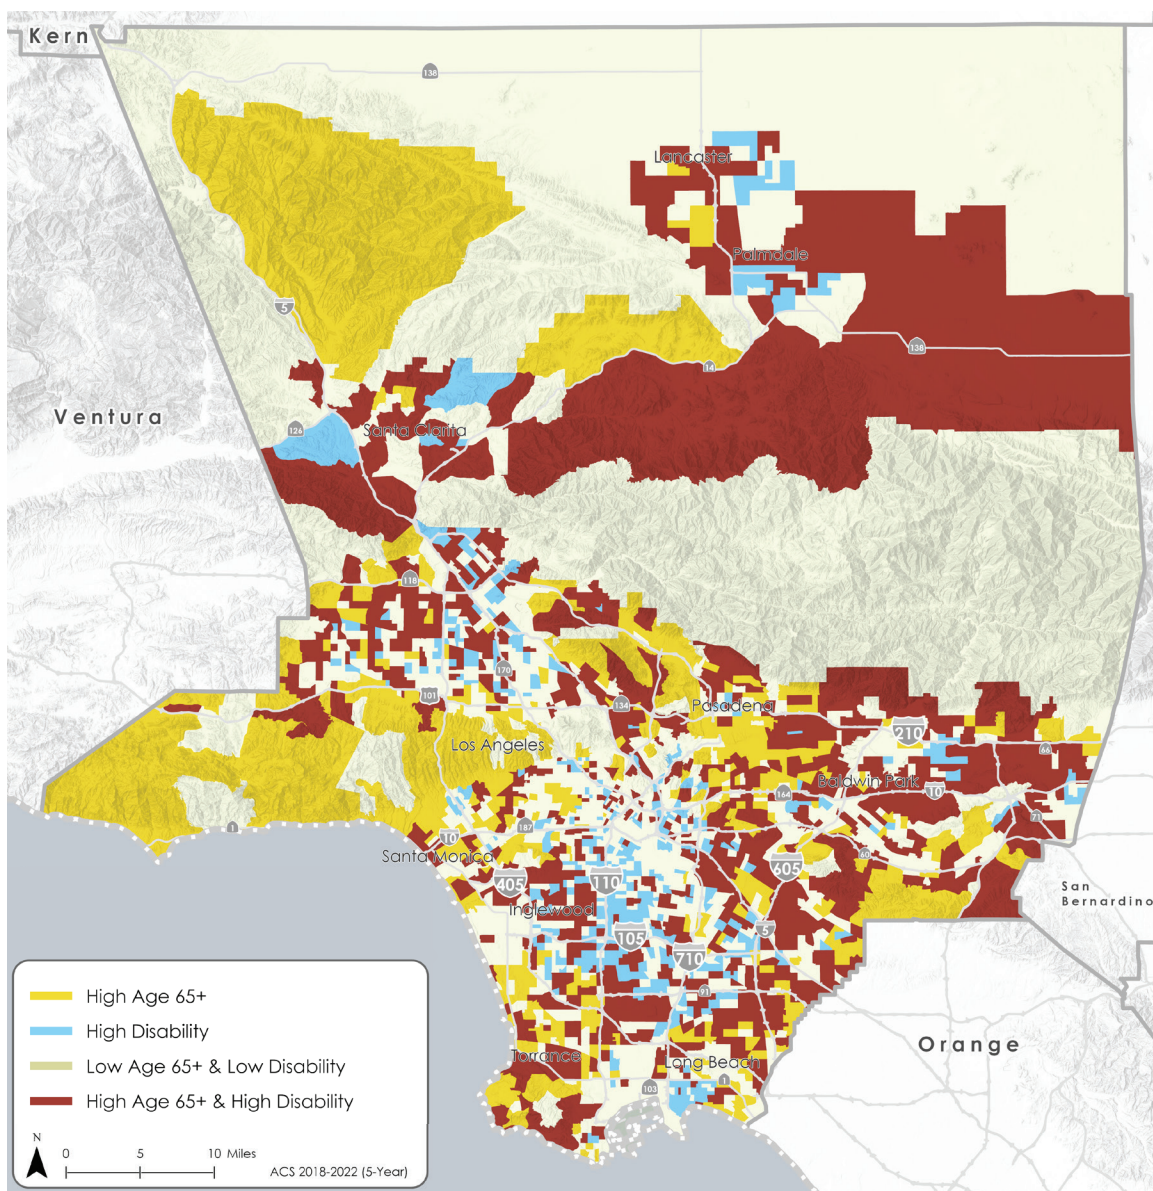 Kern
138
Lancaster
Palmdale
5
138
14
Ventura
126
Santa Clarita
118
170
101
134
Pasadena
210
Los Angeles
66
Baldwin Park
164
10
1
187
10
71
Santa Monica
60
605
405
110
San
Bernardino
Inglewood
105
5
710
91
High Age 65+
High Disability
Orange
Torrance
Long Beach
Low Age 65+ & Low Disability
1
103
High Age 65+ & High Disability
N
0 5 10 Miles
ACS 2018-2022 (5-Year)